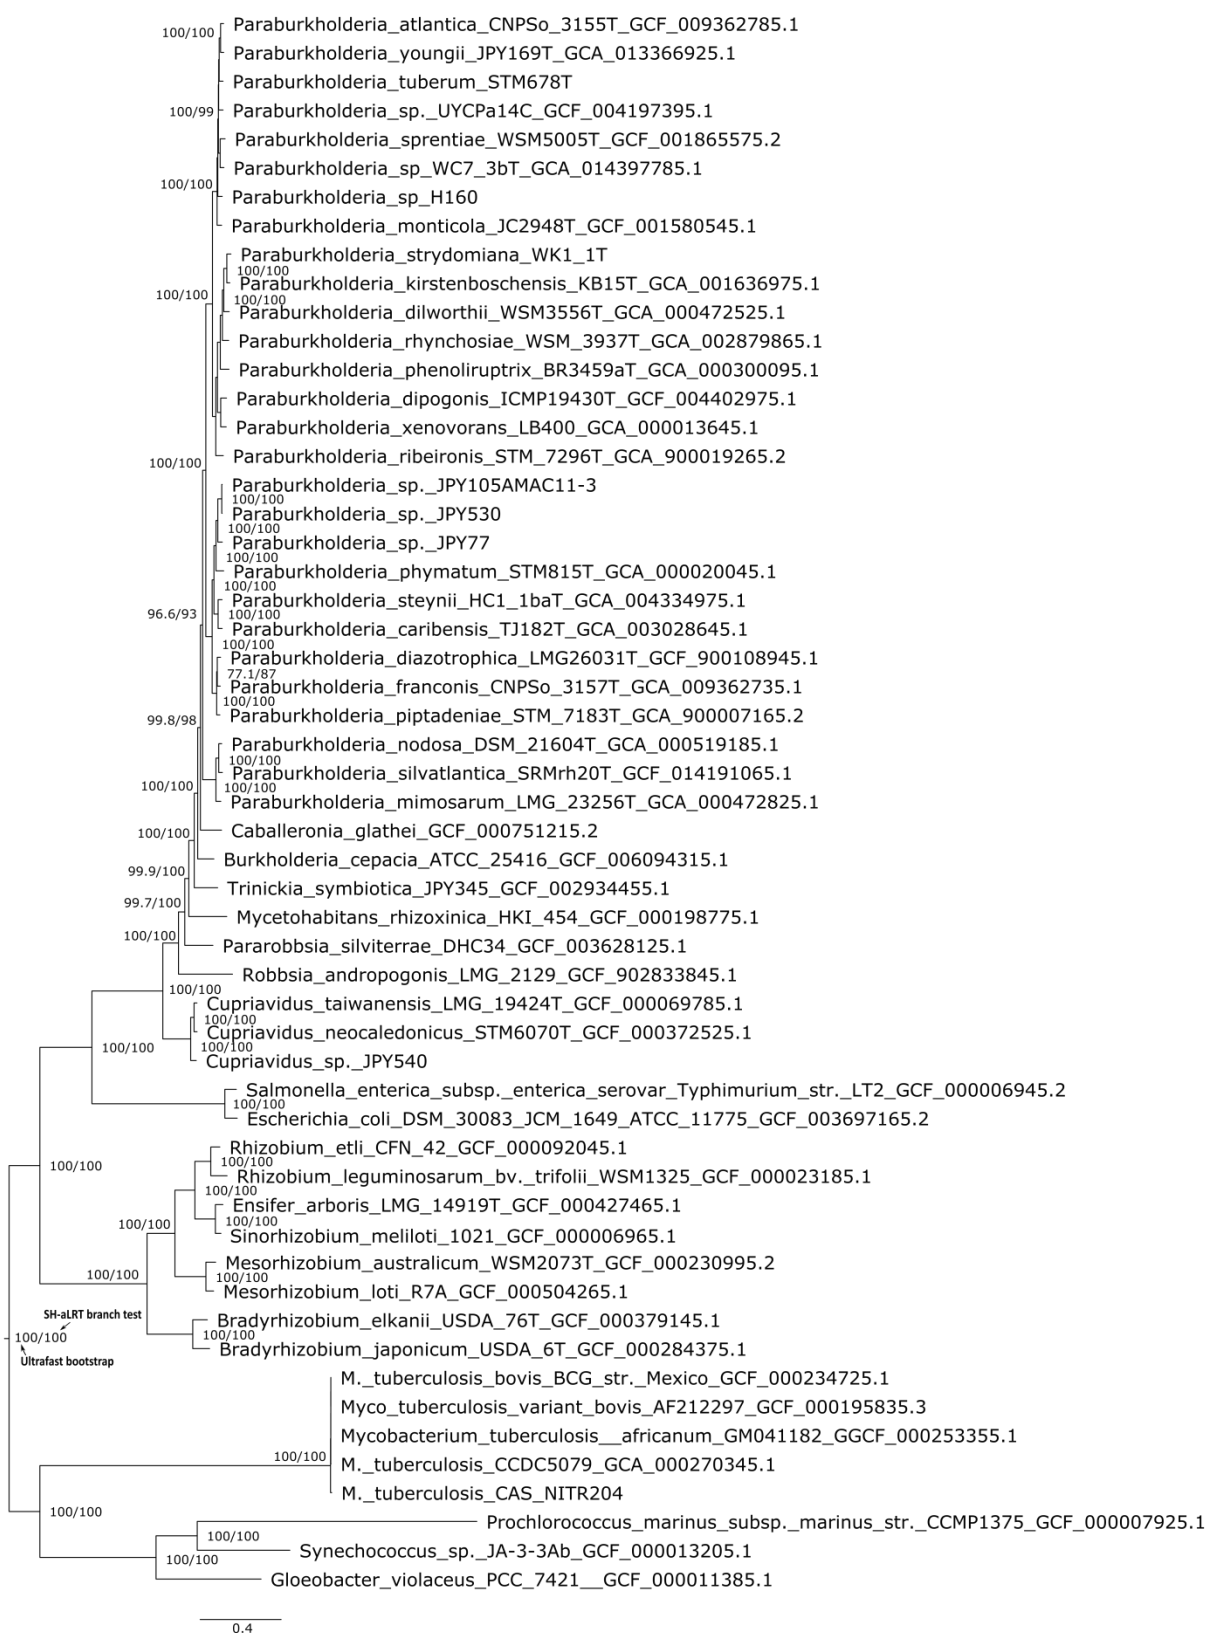 Paraburkholderia_atlantica_CNPSo_3155T_GCF_009362785.1
100/100
Paraburkholderia_youngii_JPY169T_GCA_013366925.1
Paraburkholderia_tuberum_STM678T
100/99
Paraburkholderia_sp._UYCPa14C_GCF_004197395.1
Paraburkholderia_sprentiae_WSM5005T_GCF_001865575.2
Paraburkholderia_sp_WC7_3bT_GCA_014397785.1
100/100
Paraburkholderia_sp_H160
Paraburkholderia_monticola_JC2948T_GCF_001580545.1
Paraburkholderia_strydomiana_WK1_1T
100/100
Paraburkholderia_kirstenboschensis_KB15T_GCA_001636975.1
100/100
100/100
Paraburkholderia_dilworthii_WSM3556T_GCA_000472525.1
Paraburkholderia_rhynchosiae_WSM_3937T_GCA_002879865.1
Paraburkholderia_phenoliruptrix_BR3459aT_GCA_000300095.1
Paraburkholderia_dipogonis_ICMP19430T_GCF_004402975.1
Paraburkholderia_xenovorans_LB400_GCA_000013645.1
Paraburkholderia_ribeironis_STM_7296T_GCA_900019265.2
100/100
Paraburkholderia_sp._JPY105AMAC11-3
100/100
Paraburkholderia_sp._JPY530
100/100
Paraburkholderia_sp._JPY77
100/100
Paraburkholderia_phymatum_STM815T_GCA_000020045.1
100/100
Paraburkholderia_steynii_HC1_1baT_GCA_004334975.1
96.6/93
100/100
Paraburkholderia_caribensis_TJ182T_GCA_003028645.1
100/100
Paraburkholderia_diazotrophica_LMG26031T_GCF_900108945.1
77.1/87
Paraburkholderia_franconis_CNPSo_3157T_GCA_009362735.1
100/100
Paraburkholderia_piptadeniae_STM_7183T_GCA_900007165.2
99.8/98
Paraburkholderia_nodosa_DSM_21604T_GCA_000519185.1
100/100
Paraburkholderia_silvatlantica_SRMrh20T_GCF_014191065.1
100/100
100/100
Paraburkholderia_mimosarum_LMG_23256T_GCA_000472825.1
Caballeronia_glathei_GCF_000751215.2
100/100
Burkholderia_cepacia_ATCC_25416_GCF_006094315.1
99.9/100
Trinickia_symbiotica_JPY345_GCF_002934455.1
99.7/100
Mycetohabitans_rhizoxinica_HKI_454_GCF_000198775.1
100/100
Pararobbsia_silviterrae_DHC34_GCF_003628125.1
Robbsia_andropogonis_LMG_2129_GCF_902833845.1
100/100
Cupriavidus_taiwanensis_LMG_19424T_GCF_000069785.1
100/100
Cupriavidus_neocaledonicus_STM6070T_GCF_000372525.1
100/100
100/100
Cupriavidus_sp._JPY540
Salmonella_enterica_subsp._enterica_serovar_Typhimurium_str._LT2_GCF_000006945.2
100/100
Escherichia_coli_DSM_30083_JCM_1649_ATCC_11775_GCF_003697165.2
Rhizobium_etli_CFN_42_GCF_000092045.1
100/100
100/100
Rhizobium_leguminosarum_bv._trifolii_WSM1325_GCF_000023185.1
100/100
Ensifer_arboris_LMG_14919T_GCF_000427465.1
100/100
100/100
Sinorhizobium_meliloti_1021_GCF_000006965.1
Mesorhizobium_australicum_WSM2073T_GCF_000230995.2
100/100
100/100
Mesorhizobium_loti_R7A_GCF_000504265.1
SH-aLRT branch test
Bradyrhizobium_elkanii_USDA_76T_GCF_000379145.1
100/100
100/100
Bradyrhizobium_japonicum_USDA_6T_GCF_000284375.1
Ultrafast bootstrap
M._tuberculosis_bovis_BCG_str._Mexico_GCF_000234725.1
Myco_tuberculosis_variant_bovis_AF212297_GCF_000195835.3
Mycobacterium_tuberculosis__africanum_GM041182_GGCF_000253355.1
100/100
M._tuberculosis_CCDC5079_GCA_000270345.1
M._tuberculosis_CAS_NITR204
100/100
Prochlorococcus_marinus_subsp._marinus_str._CCMP1375_GCF_000007925.1
100/100
Synechococcus_sp._JA-3-3Ab_GCF_000013205.1
100/100
Gloeobacter_violaceus_PCC_7421__GCF_000011385.1
0.4